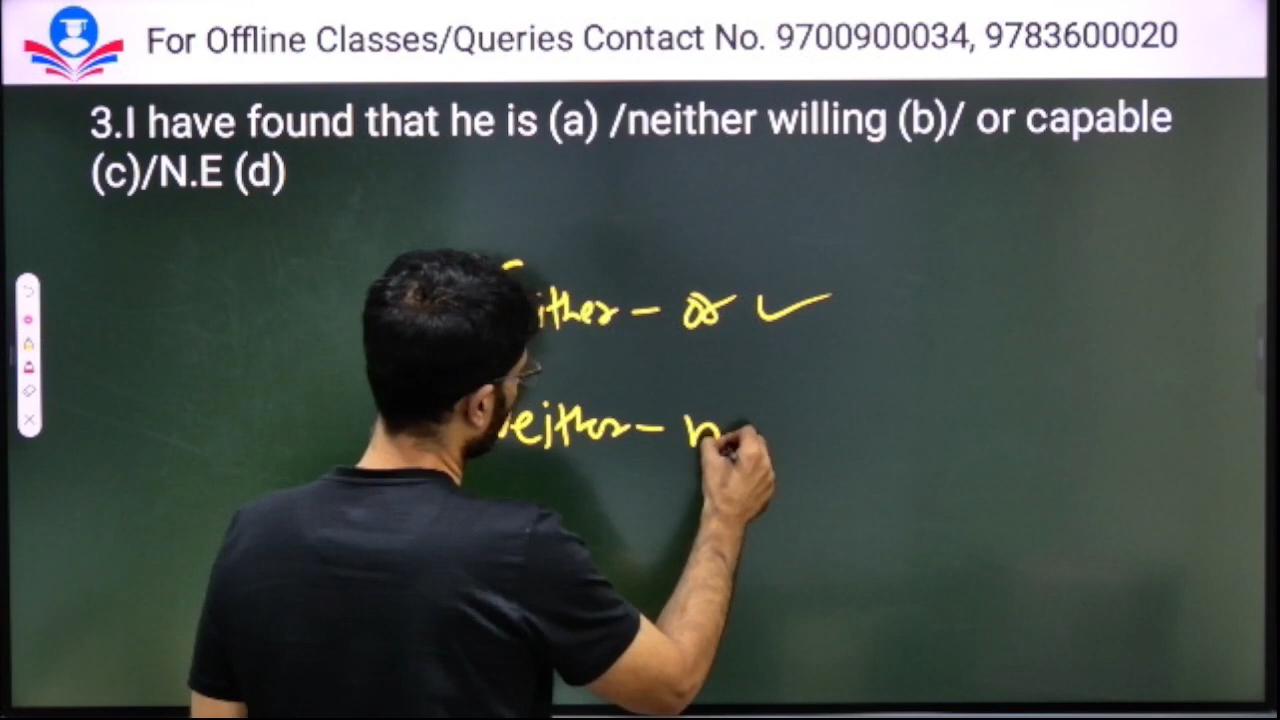 For Offline Classes/Queries Contact No. 9700900034, 9783600020
3.I have found that he is (a) /neither willing (b)/ or capable
(c)/N.E (d)
ither - or ✓
either - n